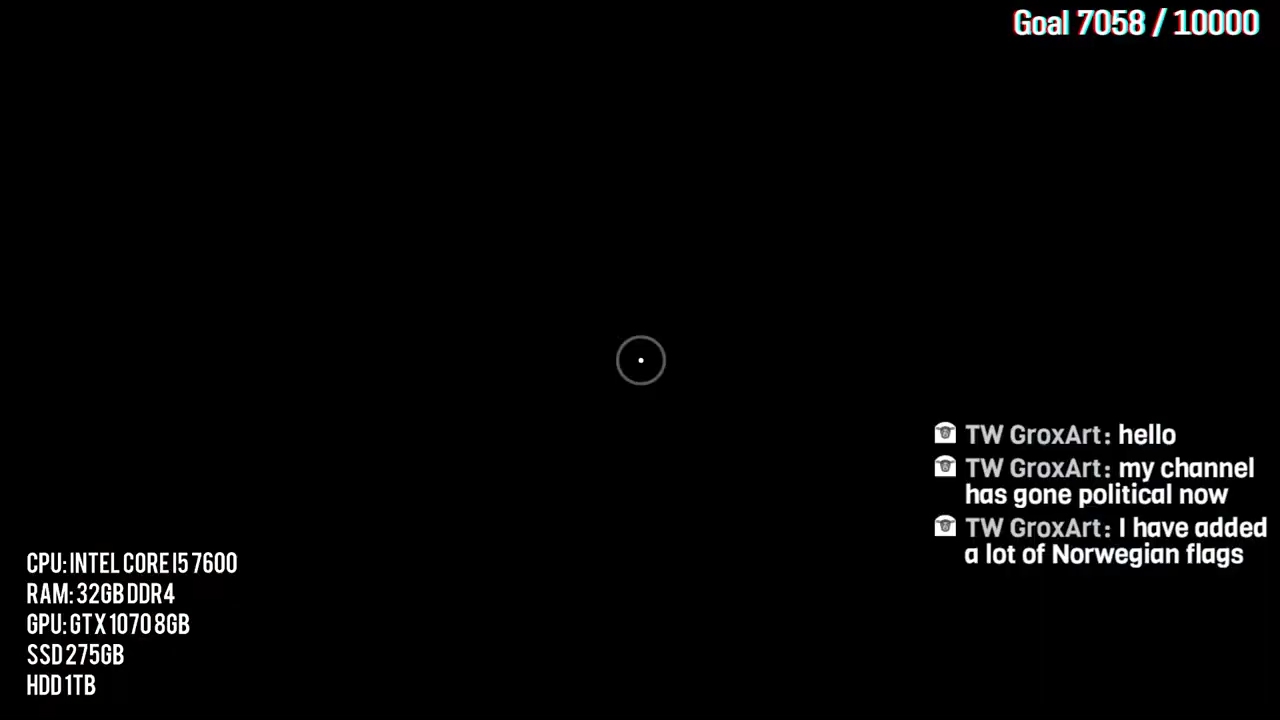 Goal 7058 / 10000
TW GroxArt: hello
TW GroxArt: my channel
has gone political now
TW GroxArt: I have added
a lot of Norwegian flags
CPU: INTEL CORE I5 7600
RAM: 32GB DDR4
GPU: GTX 1070 8GB
SSD 275GB
HDD 1TB